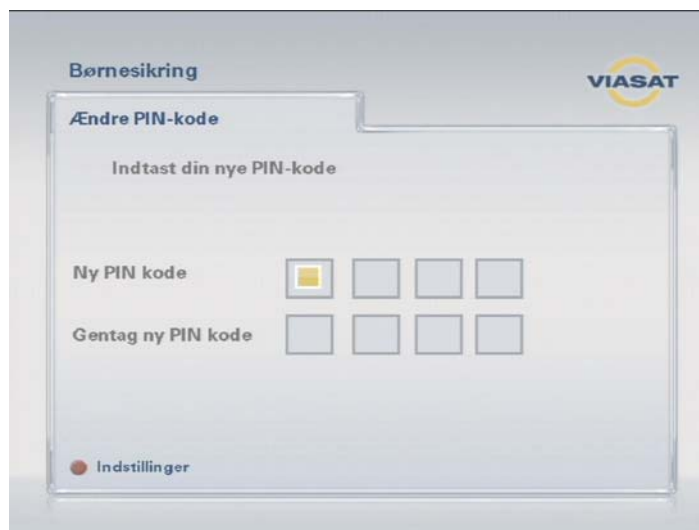 Børnesikring
VIASAT
Ændre PIN-kode
Indtast din nye PIN-kode
Ny PIN kode
Gentag ny PIN kode
Indstillinger